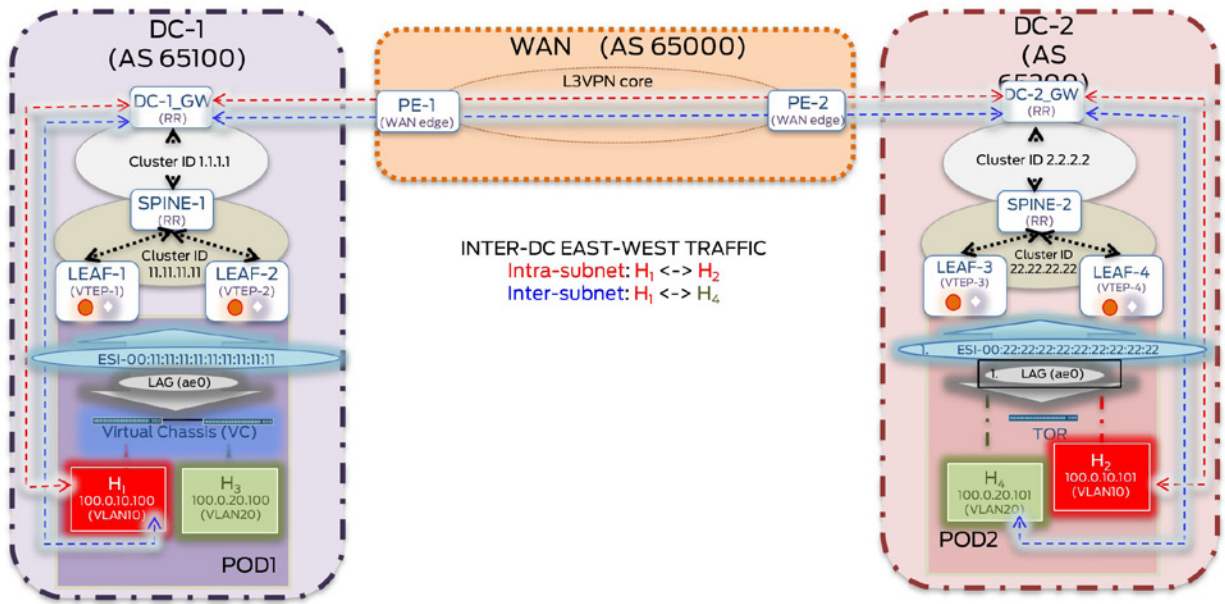 DC-1
(AS 65100)
DC-1_GW
(RR)
Cluster ID 1.1.1.1
SPINE-1
(RR)
Cluster ID
11.11.11.11
LEAF-1
(VTEP-1)
LEAF-2
(VTEP-2)
ESI-00:11:11:11:11:11:11:11:11:11
LAG (ae0)
Virtual Chassis (VC)
H1
100.0.10.100
(VLAN10)
H3
100.0.20.100
(VLAN20)
POD1
WAN (AS 65000)
L3VPN core
PE-1
(WAN edge)
PE-2
(WAN edge)
INTER-DC EAST-WEST TRAFFIC
Intra-subnet: H1 <-> H2
Inter-subnet: H1 <-> H4
DC-2
(AS
DC-2_GW
(RR)
Cluster ID 2.2.2.2
SPINE-2
(RR)
Cluster ID
22.22.22.22
LEAF-3
(VTEP-3)
LEAF-4
(VTEP-4)
1. ESI-00:22:22:22:22:22:22:22:22:22
1. LAG (ae0)
TOR
H4
100.0.20.101
(VLAN20)
H2
100.0.10.101
(VLAN10)
POD2